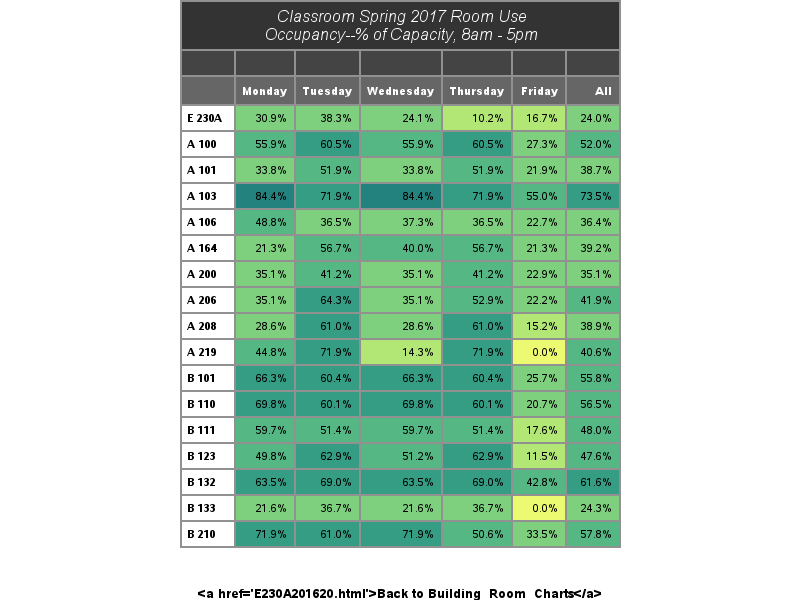 Classroom Spring 2017 Room Use
Occupancy--% of Capacity, 8am - 5pm
Monday Tuesday Wednesday Thursday Friday All
E 230A 30.9% 38.3% 24.1% 10.2% 16.7% 24.0%
A 100 55.9% 60.5% 55.9% 60.5% 27.3% 52.0%
A 101 33.8% 51.9% 33.8% 51.9% 21.9% 38.7%
A 103 84.4% 71.9% 84.4% 71.9% 55.0% 73.5%
A 106 48.8% 36.5% 37.3% 36.5% 22.7% 36.4%
A 164 21.3% 56.7% 40.0% 56.7% 21.3% 39.2%
A 200 35.1% 41.2% 35.1% 41.2% 22.9% 35.1%
A 206 35.1% 64.3% 35.1% 52.9% 22.2% 41.9%
A 208 28.6% 61.0% 28.6% 61.0% 15.2% 38.9%
A 219 44.8% 71.9% 14.3% 71.9% 0.0% 40.6%
B 101 66.3% 60.4% 66.3% 60.4% 25.7% 55.8%
B 110 69.8% 60.1% 69.8% 60.1% 20.7% 56.5%
B 111 59.7% 51.4% 59.7% 51.4% 17.6% 48.0%
B 123 49.8% 62.9% 51.2% 62.9% 11.5% 47.6%
B 132 63.5% 69.0% 63.5% 69.0% 42.8% 61.6%
B 133 21.6% 36.7% 21.6% 36.7% 0.0% 24.3%
B 210 71.9% 61.0% 71.9% 50.6% 33.5% 57.8%
<a href='E230A201620.html'>Back to Building  Room  Charts</a>